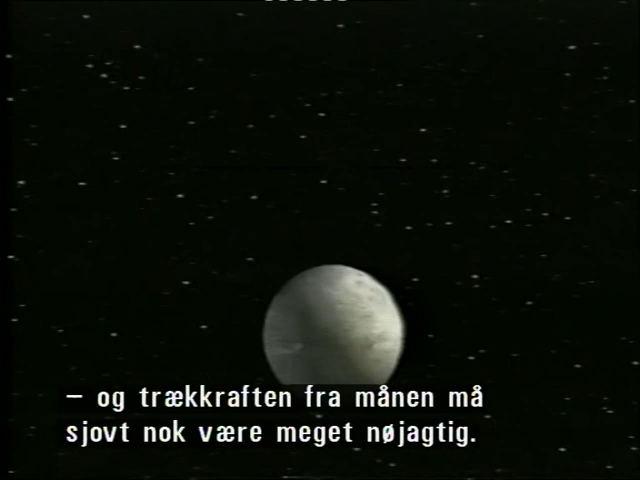 – og trækkraften fra månen må
sjovt nok være meget nøjagtig.